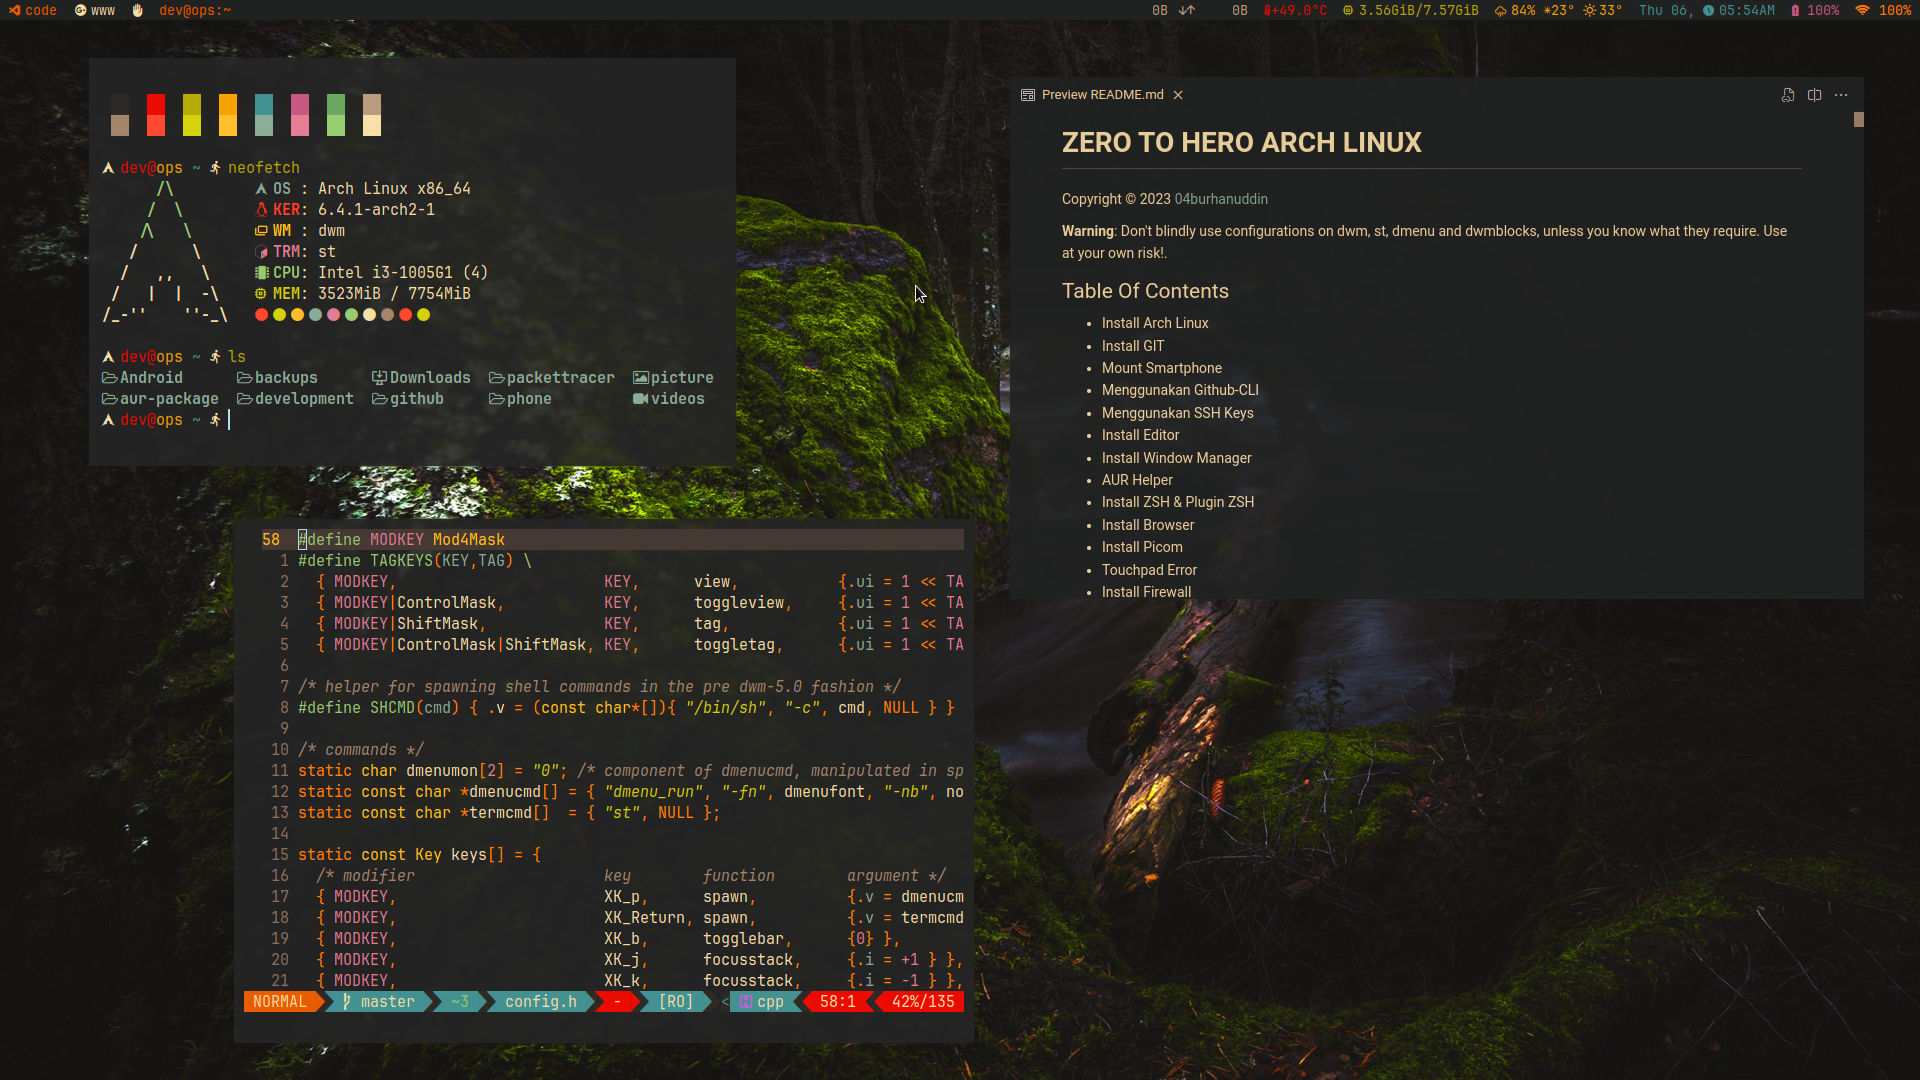 code www dev@ops:~ 0B 0B +49.0°C 3.56GiB/7.57GiB 84% 23° 33° Thu 06, 05:54AM 100% 100%
dev@ops ~ neofetch
OS : Arch Linux x86_64
KER: 6.4.1-arch2-1
WM : dwm
TRM: st
CPU: Intel i3-1005G1 (4)
MEM: 3523MiB / 7754MiB
dev@ops ~ ls
Android backups Downloads packettracer picture
aur-package development github phone videos
dev@ops ~
Preview README.md
ZERO TO HERO ARCH LINUX
Copyright © 2023 04burhanuddin
Warning: Don't blindly use configurations on dwm, st, dmenu and dwmblocks, unless you know what they require. Use
at your own risk!.
Table Of Contents
• Install Arch Linux
• Install GIT
• Mount Smartphone
• Menggunakan Github-CLI
• Menggunakan SSH Keys
• Install Editor
• Install Window Manager
• AUR Helper
• Install ZSH & Plugin ZSH
• Install Browser
• Install Picom
• Touchpad Error
• Install Firewall
58 #define MODKEY Mod4Mask
1 #define TAGKEYS(KEY,TAG) \
2 { MODKEY, KEY, view, {.ui = 1 << TA
3 { MODKEY|ControlMask, KEY, toggleview, {.ui = 1 << TA
4 { MODKEY|ShiftMask, KEY, tag, {.ui = 1 << TA
5 { MODKEY|ControlMask|ShiftMask, KEY, toggletag, {.ui = 1 << TA
6
7 /* helper for spawning shell commands in the pre dwm-5.0 fashion */
8 #define SHCMD(cmd) { .v = (const char*[]){ "/bin/sh", "-c", cmd, NULL } }
9
10 /* commands */
11 static char dmenumon[2] = "0"; /* component of dmenucmd, manipulated in sp
12 static const char *dmenucmd[] = { "dmenu_run", "-fn", dmenufont, "-nb", no
13 static const char *termcmd[] = { "st", NULL };
14
15 static const Key keys[] = {
16 /* modifier key function argument */
17 { MODKEY, XK_p, spawn, {.v = dmenucm
18 { MODKEY, XK_Return, spawn, {.v = termcmd
19 { MODKEY, XK_b, togglebar, {0} },
20 { MODKEY, XK_j, focusstack, {.i = +1 } },
21 { MODKEY, XK_k, focusstack, {.i = -1 } },
NORMAL master ~3 config.h - [RO] < cpp 58:1 42%/135